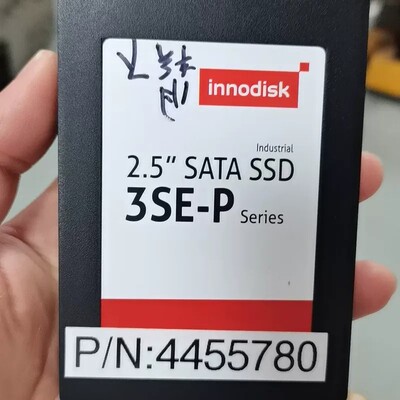 innodisk
Industrial
2.5" SATA SSD
3SE-P Series
P/N:4455780